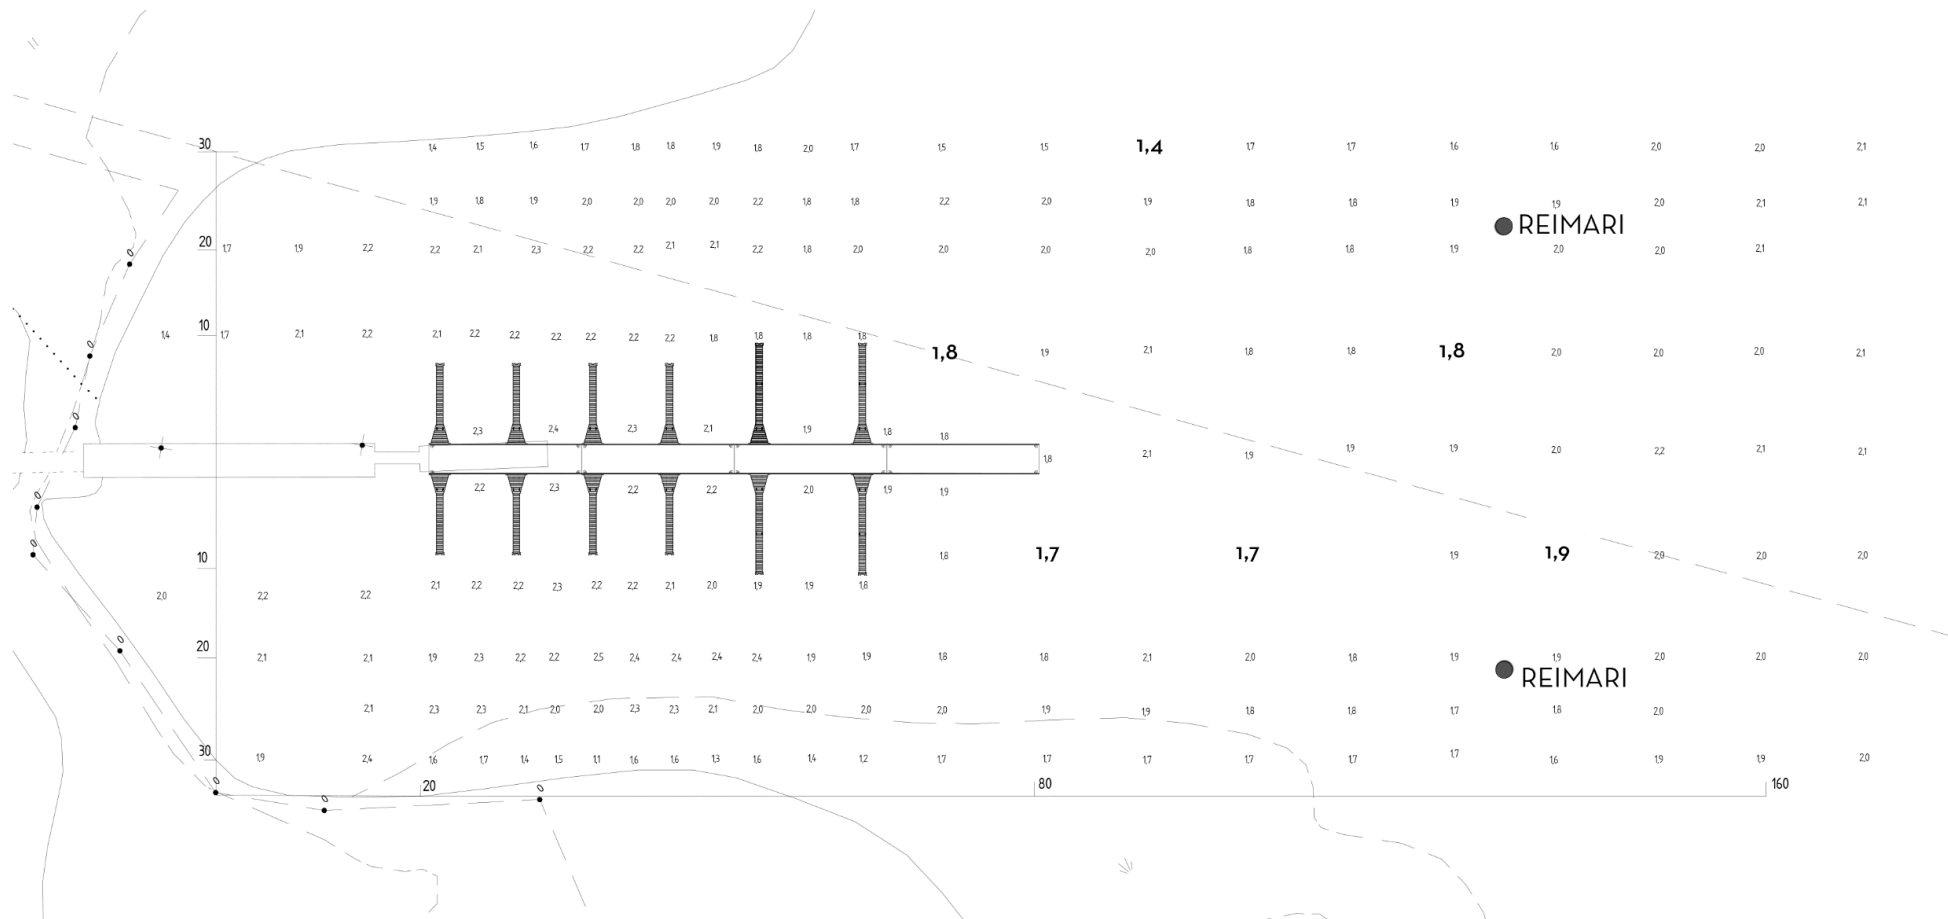 30 1,4 1,5 1,6 1,7 1,8 1,8 1,9 1,8 2,0 1,7 1,5 1,5 1,4 1,7 1,7 1,6 1,6 2,0 2,0 2,1
1,9 1,8 1,9 2,0 2,0 2,0 2,0 2,2 1,8 1,8 2,2 2,0 1,9 1,8 1,8 1,9 1,9 2,0 2,1 2,1
REIMARI
20 1,7 1,9 2,2 2,2 2,1 2,3 2,2 2,2 2,1 2,1 2,2 1,8 2,0 2,0 2,0 2,0 1,8 1,8 1,9 2,0 2,0 2,1
0
10 1,4 1,7 2,1 2,2 2,1 2,2 2,2 2,2 2,2 2,2 2,2 1,8 1,8 1,8 1,8
0 1,8 1,9 2,1 1,8 1,8 1,8 2,0 2,0 2,0 2,1
0 2,3 2,4 2,3 2,1 1,9 1,8 1,8
1,8 2,1 1,9 1,9 1,9 2,0 2,2 2,1 2,1
0 2,2 2,3 2,2 2,2 2,0 1,9 1,9
0
10 1,8 1,7 1,7 1,9 1,9 2,0 2,0 2,0
2,0 2,2 2,2 2,1 2,2 2,2 2,3 2,2 2,2 2,1 2,0 1,9 1,9 1,8
0
20 2,1 2,1 1,9 2,3 2,2 2,2 2,5 2,4 2,4 2,4 2,4 1,9 1,9 1,8 1,8 2,1 2,0 1,8 1,9 1,9 2,0 2,0 2,0
REIMARI
2,1 2,3 2,3 2,1 2,0 2,0 2,3 2,3 2,1 2,0 2,0 2,0 2,0 1,9 1,9 1,8 1,8 1,7 1,8 2,0
30 1,9 2,4 1,6 1,7 1,4 1,5 1,1 1,6 1,6 1,3 1,6 1,4 1,2 1,7 1,7 1,7 1,7 1,7 1,7 1,6 1,9 1,9 2,0
0 20 80 160
0 0